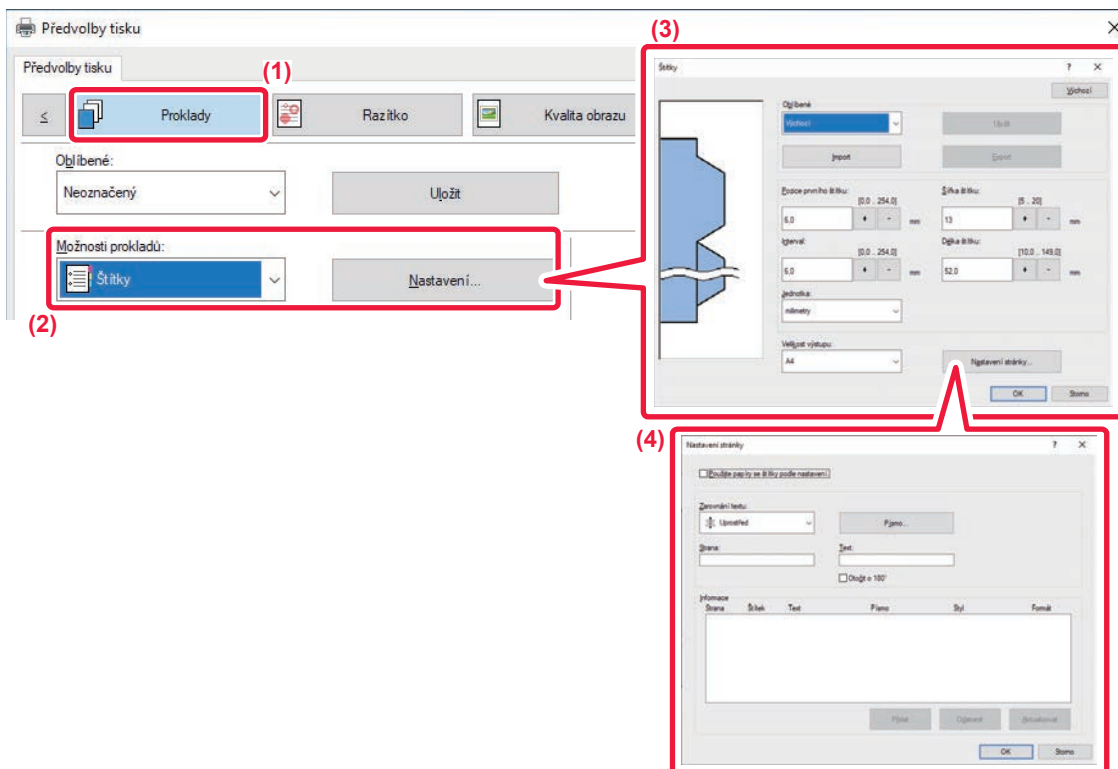 Předvolby tisku
Předvolby tisku
(1)
≤ Proklady Razítko Kvalita obrazu
Oblíbené:
Neoznačený Uložit
Možnosti prokladů:
Štítky Nastavení...
(2)
(3)
Štítky ? ×
Výchozí
Oblíbené
Výchozí Uložit
Import Export
Pozice prvního štítku: Šířka štítku:
[0,0 .. 254,0] [5 .. 20]
6,0 + - mm 13 + - mm
Interval: Délka štítku:
[0,0 .. 254,0] [10,0 .. 149,0]
6,0 + - mm 52,0 + - mm
Jednotka:
milimetry
Velikost výstupu:
A4 Nastavení stránky...
OK Storno
(4)
Nastavení stránky ? ×
Použijte papíry se štítky podle nastavení
Zarovnání textu:
Uprostřed Písmo...
Strana: Text:
Otočit o 180°
Informace
Strana Štítek Text Písmo Styl Formát
Přidat Odstranit Aktualizovat
OK Storno